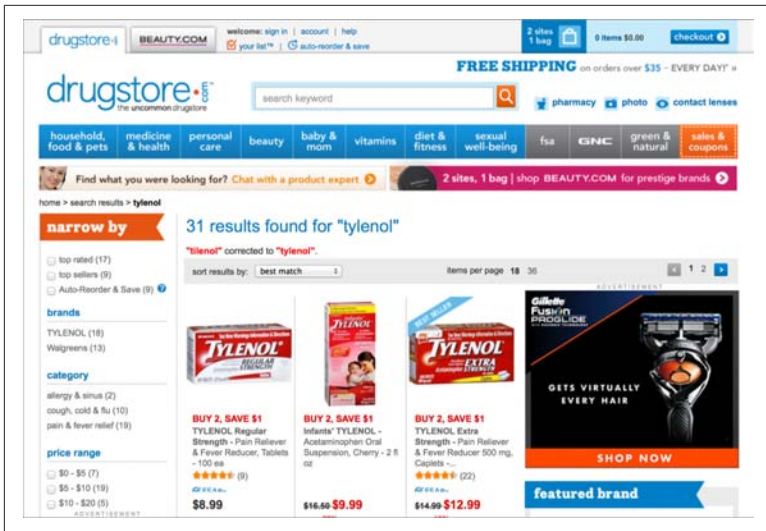 drugstore
BEAUTY.COM
welcome: sign in | account | help
your list™ | auto-reorder & save
2 sites
1 bag
0 items $0.00
checkout
FREE SHIPPING on orders over $35 – EVERY DAY!* »
drugstore.com™
the uncommon drugstore
search keyword
pharmacy photo contact lenses
household,
food & pets
medicine
& health
personal
care
beauty
baby &
mom
vitamins
diet &
fitness
sexual
well-being
fsa
GNC
green &
natural
sales &
coupons
Find what you were looking for? Chat with a product expert
2 sites, 1 bag | shop BEAUTY.COM for prestige brands
home > search results > tylenol
narrow by
top rated (17)
top sellers (9)
Auto-Reorder & Save (9)
brands
TYLENOL (18)
Walgreens (13)
category
allergy & sinus (2)
cough, cold & flu (10)
pain & fever relief (19)
price range
$0 - $5 (7)
$5 - $10 (19)
$10 - $20 (5)
ADVERTISEMENT
31 results found for "tylenol"
"tilenol" corrected to "tylenol".
sort results by: best match
items per page 18 36
1 2
TYLENOL
REGULAR
STRENGTH
BUY 2, SAVE $1
TYLENOL Regular
Strength - Pain Reliever
& Fever Reducer, Tablets
- 100 ea
(9)
$8.99
Infants'
TYLENOL
BUY 2, SAVE $1
Infants' TYLENOL -
Acetaminophen Oral
Suspension, Cherry - 2 fl
oz
$16.50 $9.99
BEST SELLER
TYLENOL
EXTRA
STRENGTH
BUY 2, SAVE $1
TYLENOL Extra
Strength - Pain Reliever
& Fever Reducer 500 mg,
Caplets -...
(22)
$14.99 $12.99
ADVERTISEMENT
Gillette
FUSION
PROGLIDE
GETS VIRTUALLY
EVERY HAIR
SHOP NOW
featured brand